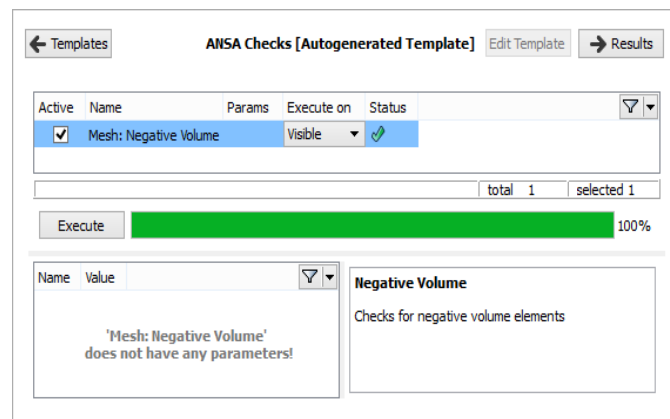 Templates ANSA Checks [Autogenerated Template] Edit Template Results
Active Name Params Execute on Status
Mesh: Negative Volume Visible
total 1 selected 1
Execute 100%
Name Value
'Mesh: Negative Volume'
does not have any parameters!
Negative Volume
Checks for negative volume elements